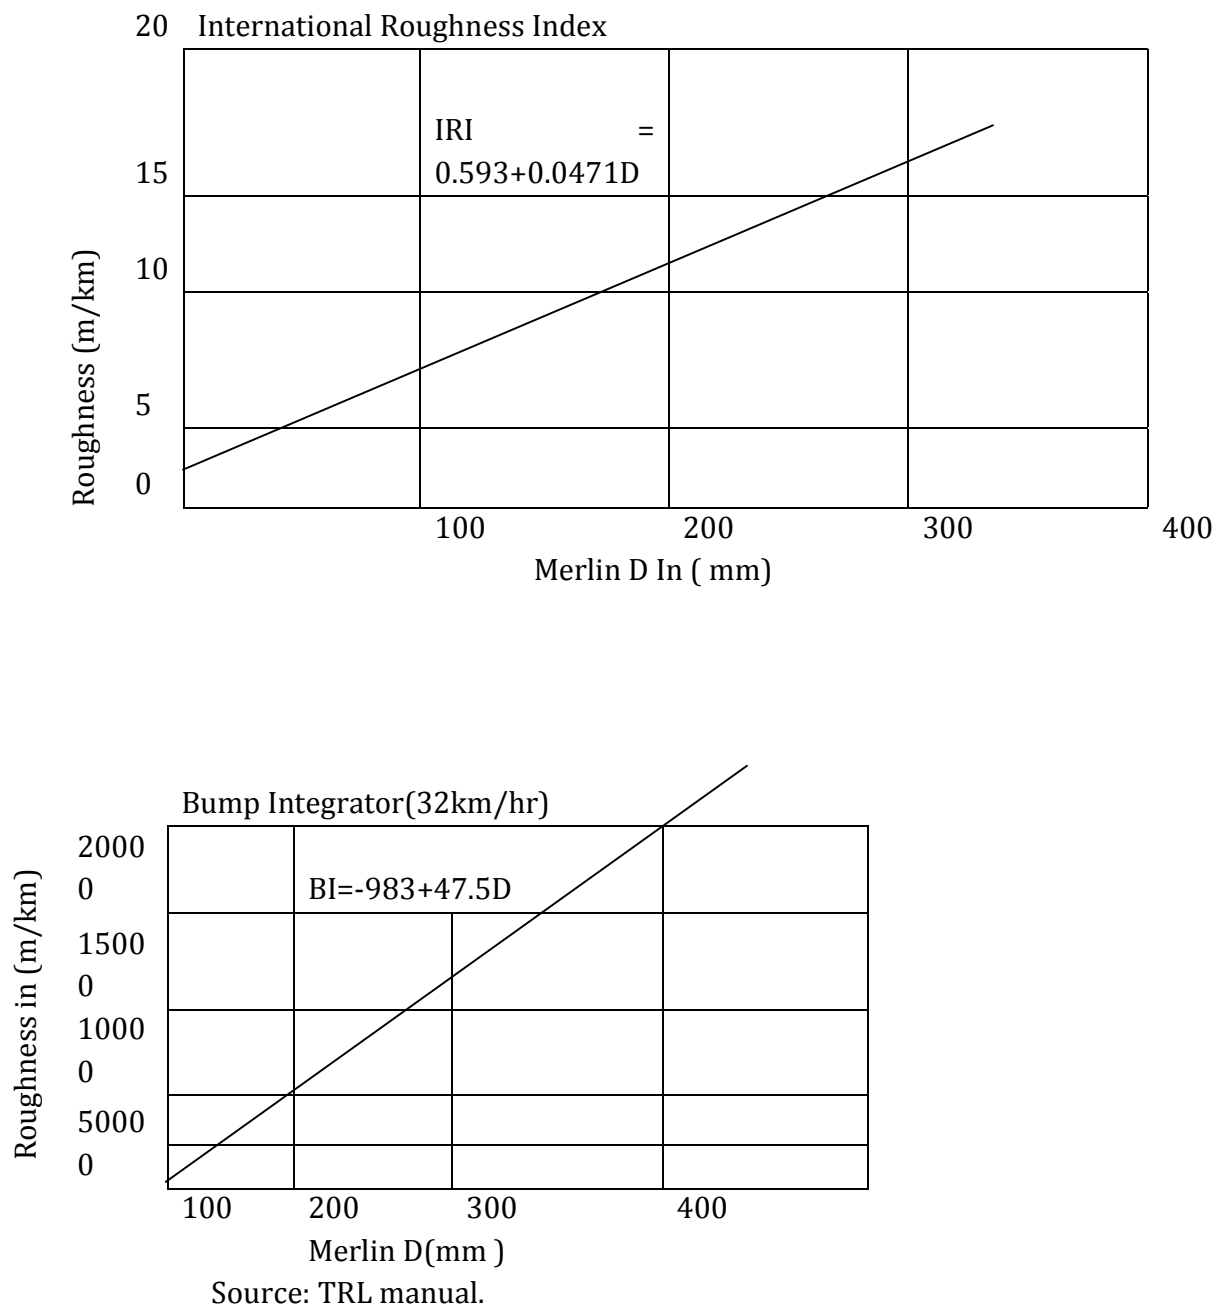 20 International Roughness Index
IRI =
0.593+0.0471D
15
10
5
0
Roughness (m/km)
100 200 300 400
Merlin D In ( mm)
Bump Integrator(32km/hr)
2000
0
BI=-983+47.5D
1500
0
1000
0
5000
0
Roughness in (m/km)
100 200 300 400
Merlin D(mm )
Source: TRL manual.